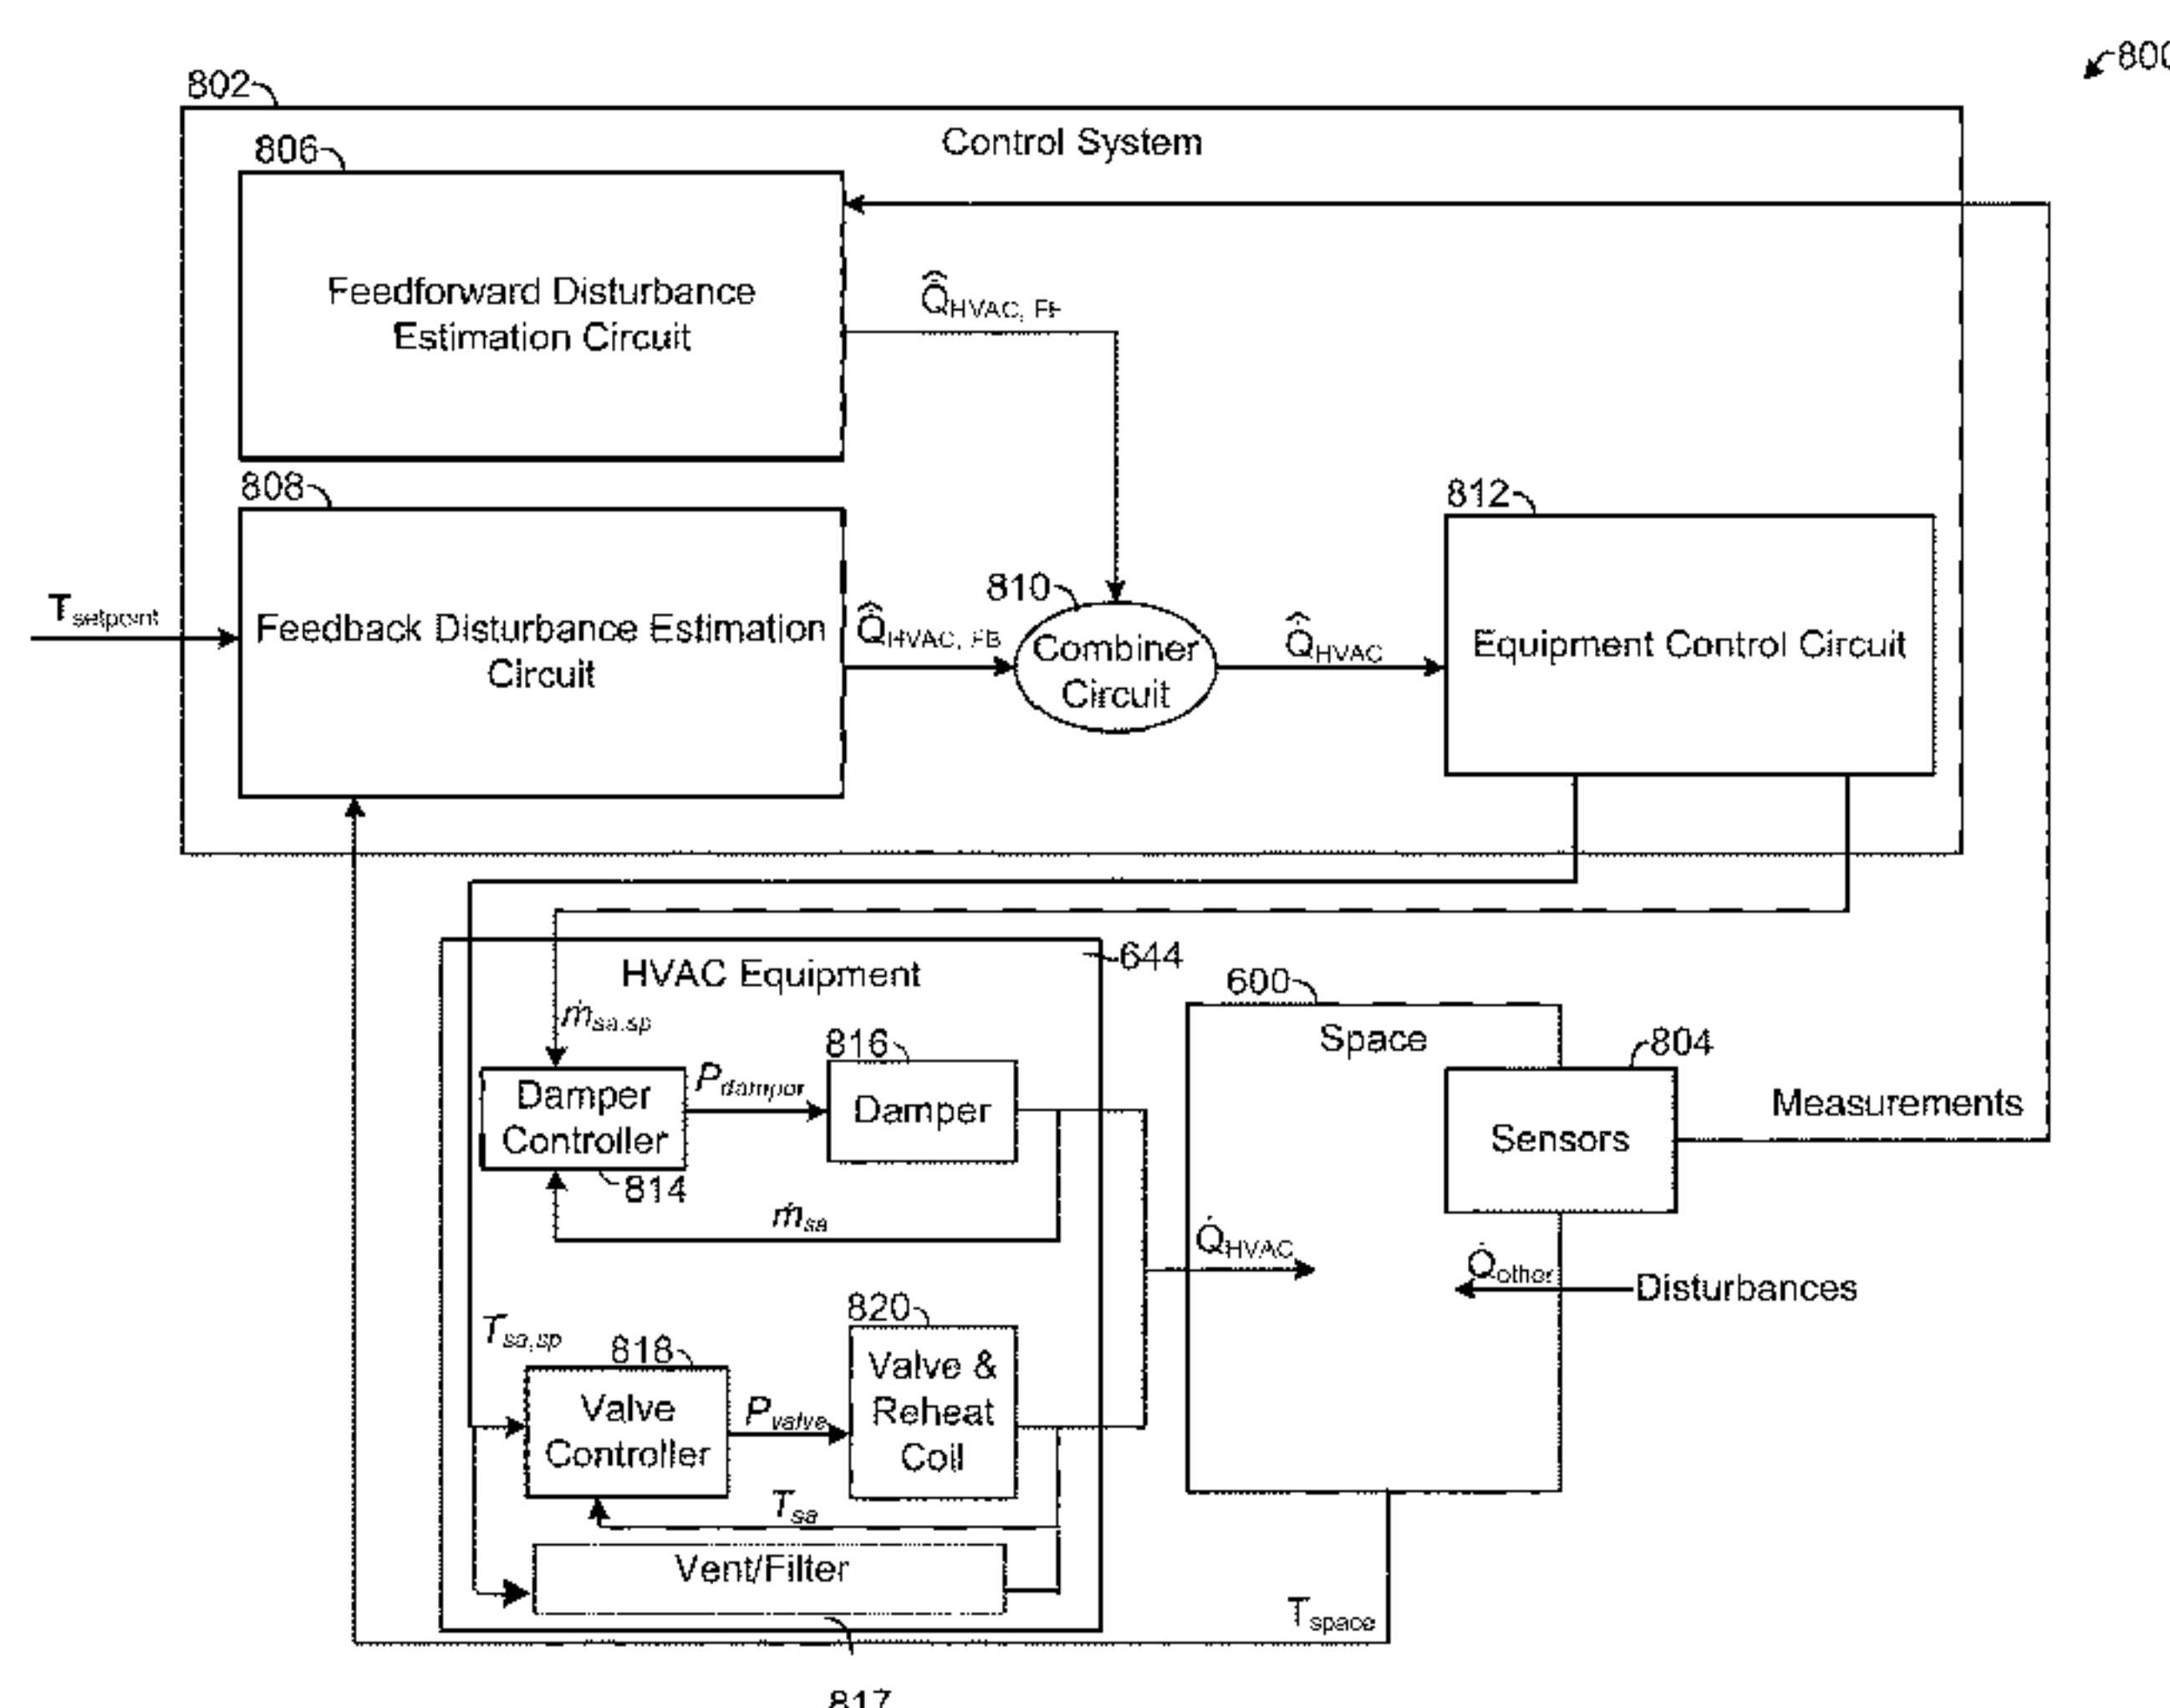 800
802
Control System
806
Feedforward Disturbance
Estimation Circuit
Q̂̇HVAC, FF
808
Tsetpoint
Feedback Disturbance Estimation
Circuit
Q̂̇HVAC, FB
810
Combiner
Circuit
Q̂̇HVAC
812
Equipment Control Circuit
HVAC Equipment
644
ṁsa,sp
Damper
Controller
814
Pdamper
816
Damper
ṁsa
Tsa,sp
818
Valve
Controller
Pvalve
820
Valve &
Reheat
Coil
Tsa
Vent/Filter
817
600
Space
804
Sensors
Measurements
Q̇HVAC
Q̇other
Disturbances
Tspace